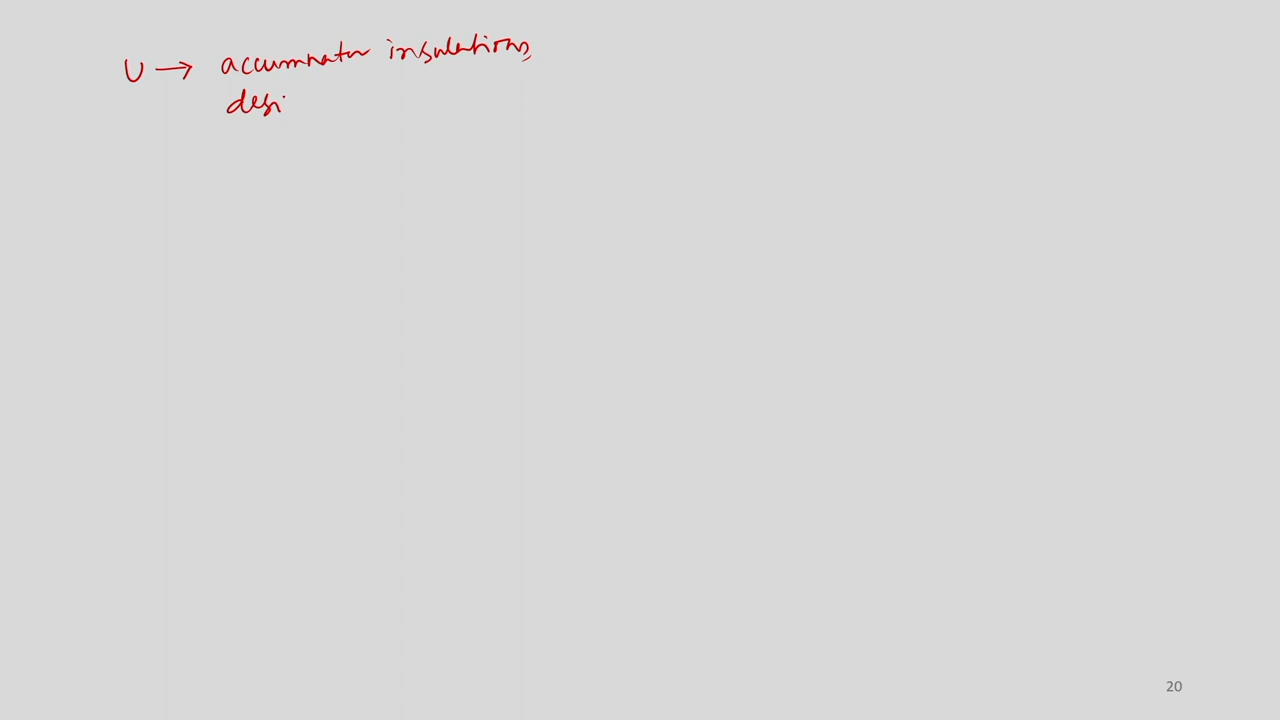 U → accumnator insulations,
desi
20